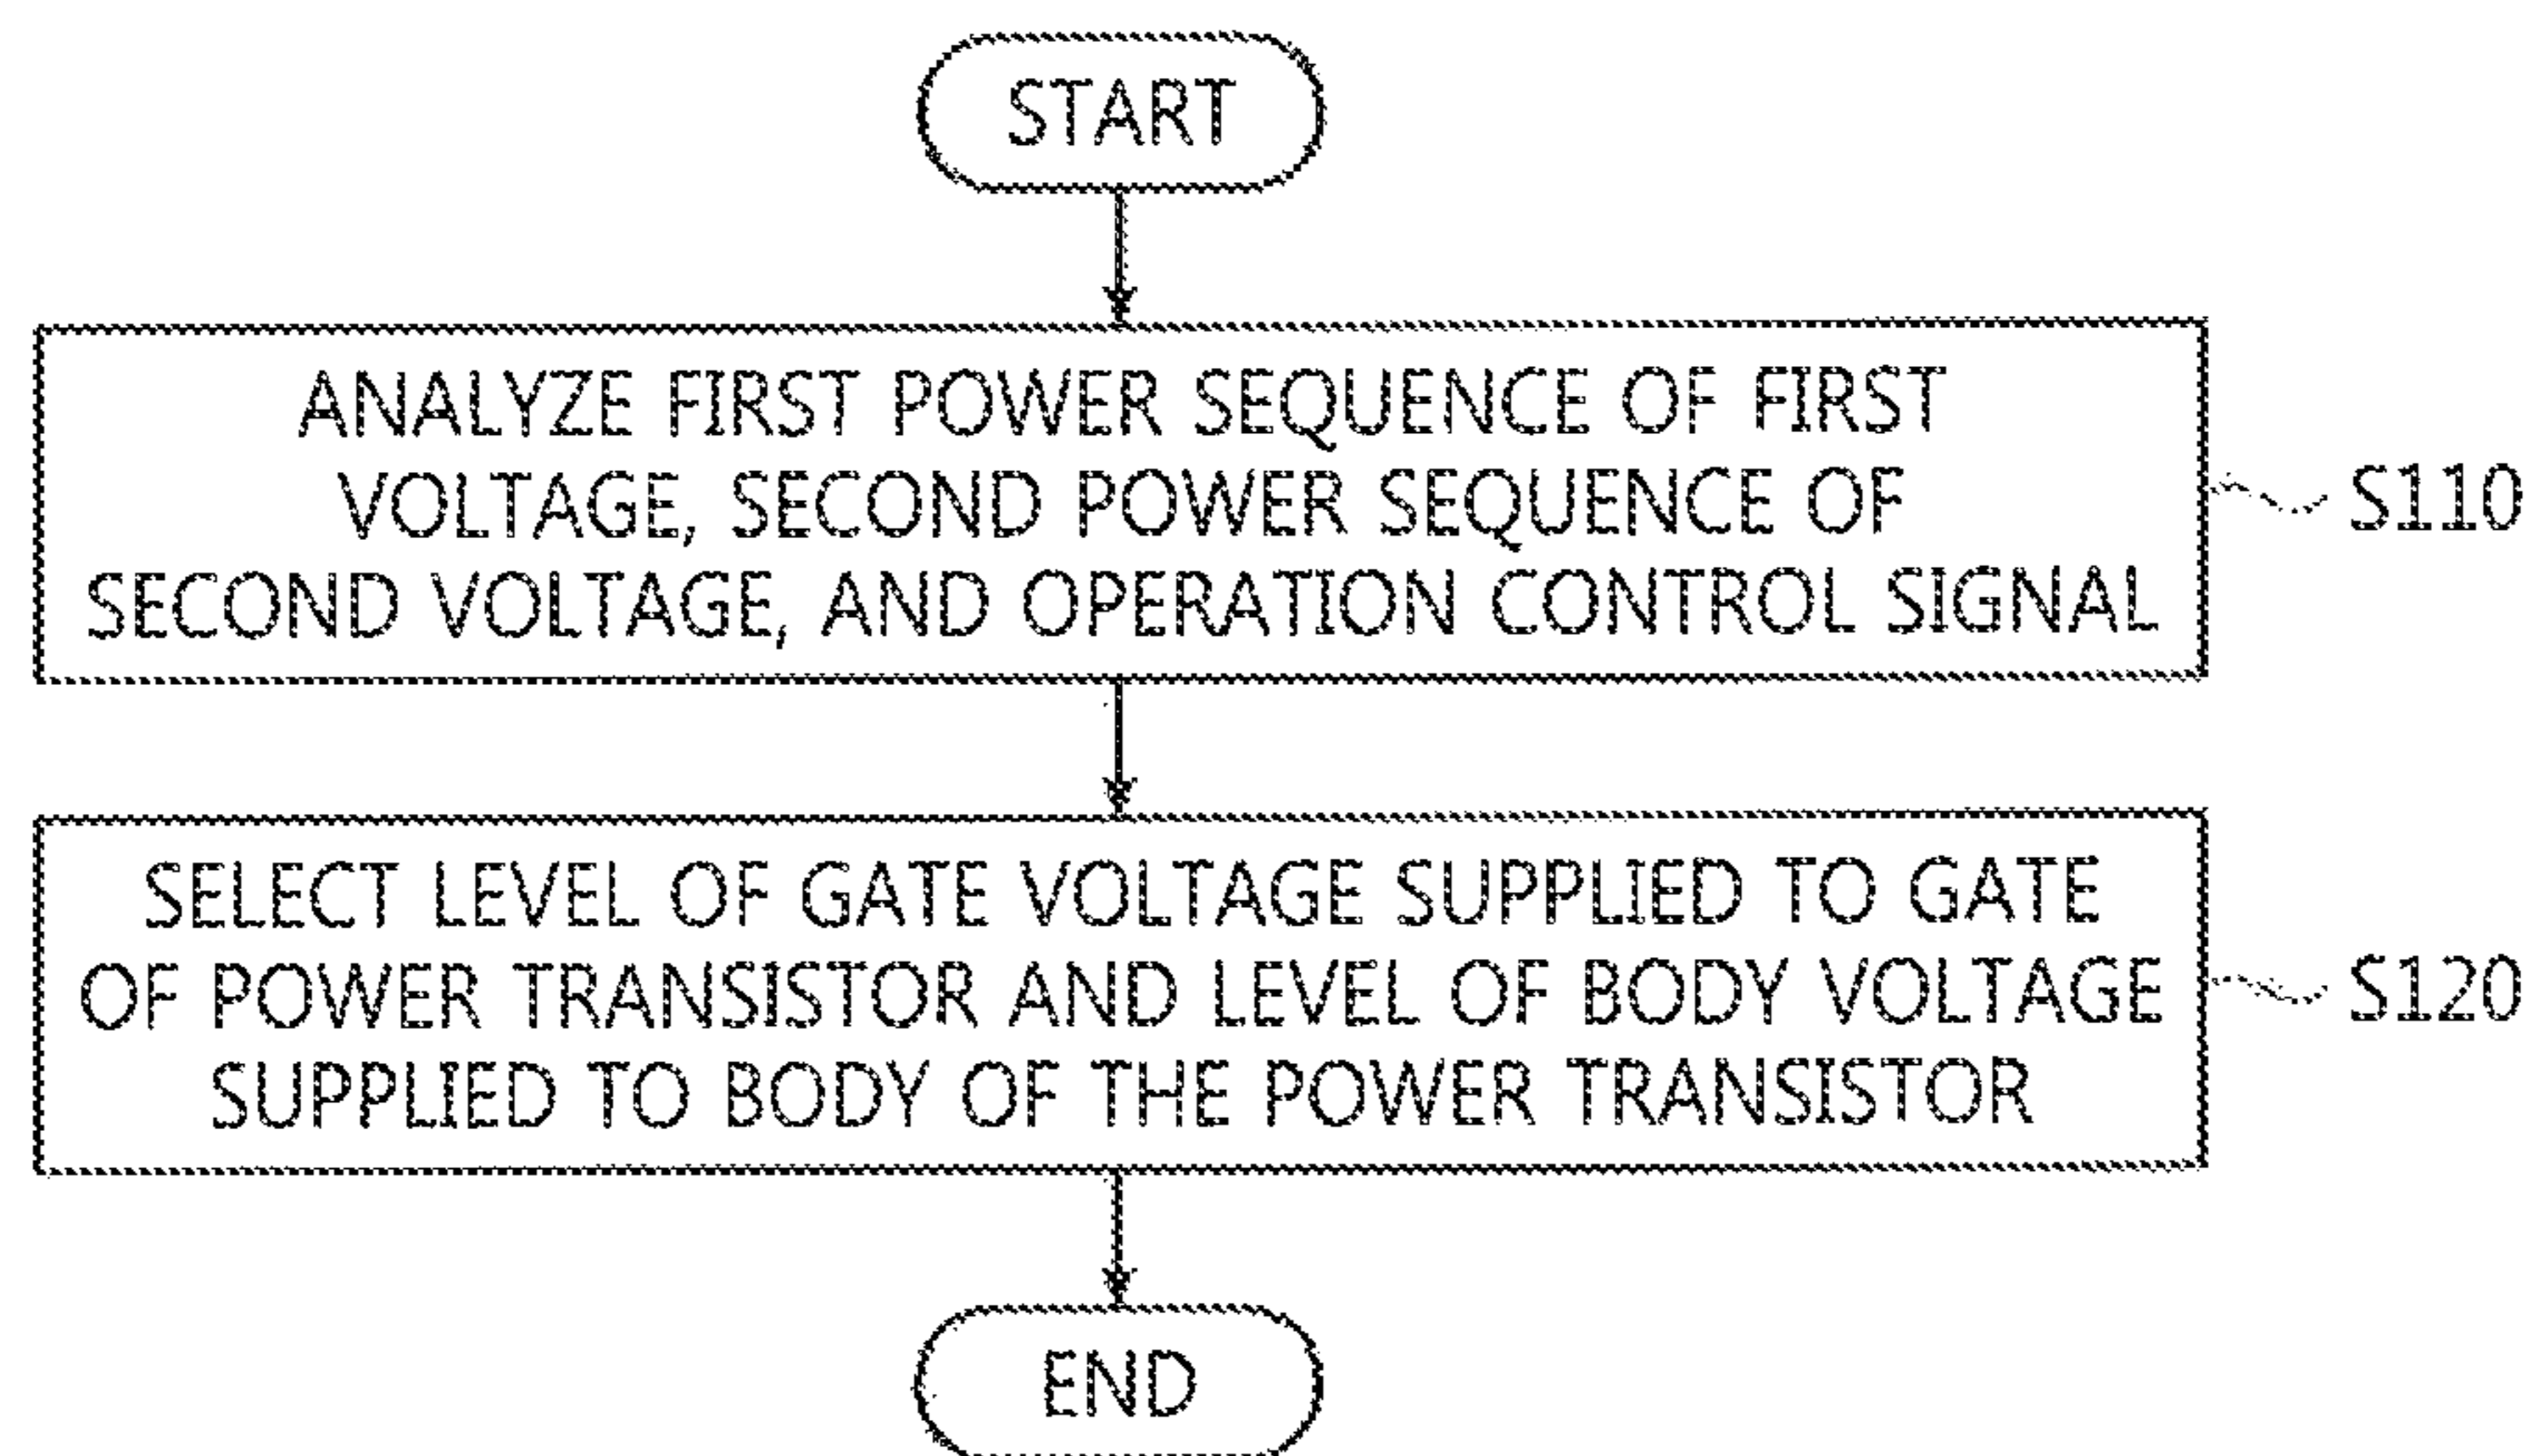 START
ANALYZE FIRST POWER SEQUENCE OF FIRST
VOLTAGE, SECOND POWER SEQUENCE OF
SECOND VOLTAGE, AND OPERATION CONTROL SIGNAL
S110
SELECT LEVEL OF GATE VOLTAGE SUPPLIED TO GATE
OF POWER TRANSISTOR AND LEVEL OF BODY VOLTAGE
SUPPLIED TO BODY OF THE POWER TRANSISTOR
S120
END